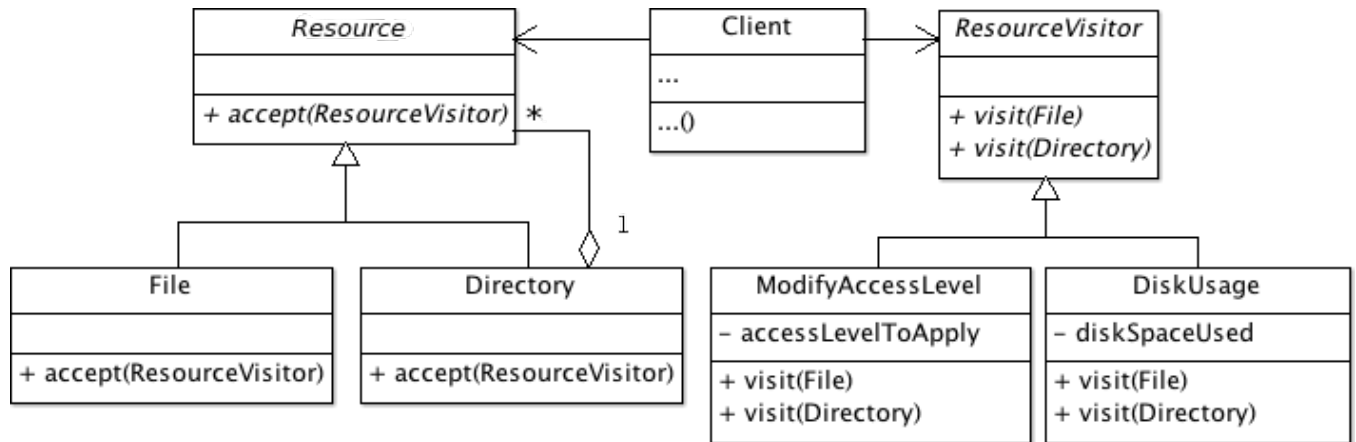 Resource
+ accept(ResourceVisitor)
*
1
Client
...
...()
ResourceVisitor
+ visit(File)
+ visit(Directory)
File
+ accept(ResourceVisitor)
Directory
+ accept(ResourceVisitor)
ModifyAccessLevel
– accessLevelToApply
+ visit(File)
+ visit(Directory)
DiskUsage
– diskSpaceUsed
+ visit(File)
+ visit(Directory)